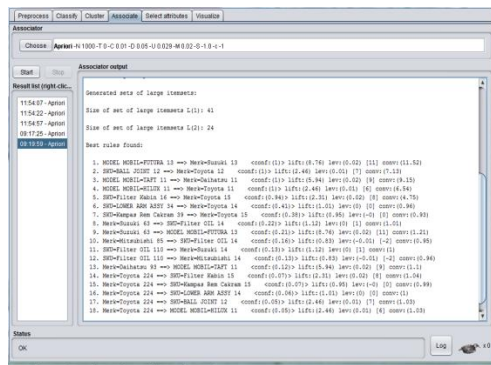 Preprocess Classify Cluster Associate Select attributes Visualize
Associator
Choose Apriori -N 1000 -T 0 -C 0.01 -D 0.05 -U 0.029 -M 0.02 -S -1.0 -c -1
Start Stop
Associator output
Result list (right-clic...
11:54:07 - Apriori
11:54:22 - Apriori
11:54:57 - Apriori
09:17:25 - Apriori
09:19:59 - Apriori
Generated sets of large itemsets:
Size of set of large itemsets L(1): 41
Size of set of large itemsets L(2): 24
Best rules found:
1. MODEL MOBIL=FUTURA 13 ==> Merk=Suzuki 13 <conf:(1)> lift:(8.76) lev:(0.02) [11] conv:(11.52)
2. SKU=BALL JOINT 12 ==> Merk=Toyota 12 <conf:(1)> lift:(2.46) lev:(0.01) [7] conv:(7.13)
3. MODEL MOBIL=TAFT 11 ==> Merk=Daihatsu 11 <conf:(1)> lift:(5.94) lev:(0.02) [9] conv:(9.15)
4. MODEL MOBIL=HILUX 11 ==> Merk=Toyota 11 <conf:(1)> lift:(2.46) lev:(0.01) [6] conv:(6.54)
5. SKU=Filter Kabin 16 ==> Merk=Toyota 15 <conf:(0.94)> lift:(2.31) lev:(0.02) [8] conv:(4.75)
6. SKU=LOWER ARM ASSY 34 ==> Merk=Toyota 14 <conf:(0.41)> lift:(1.01) lev:(0) [0] conv:(0.96)
7. SKU=Kampas Rem Cakram 39 ==> Merk=Toyota 15 <conf:(0.38)> lift:(0.95) lev:(-0) [0] conv:(0.93)
8. Merk=Suzuki 63 ==> SKU=Filter OIL 14 <conf:(0.22)> lift:(1.12) lev:(0) [1] conv:(1.01)
9. Merk=Suzuki 63 ==> MODEL MOBIL=FUTURA 13 <conf:(0.21)> lift:(8.76) lev:(0.02) [11] conv:(1.21)
10. Merk=Mitsubishi 85 ==> SKU=Filter OIL 14 <conf:(0.16)> lift:(0.83) lev:(-0.01) [-2] conv:(0.95)
11. SKU=Filter OIL 110 ==> Merk=Suzuki 14 <conf:(0.13)> lift:(1.12) lev:(0) [1] conv:(1)
12. SKU=Filter OIL 110 ==> Merk=Mitsubishi 14 <conf:(0.13)> lift:(0.83) lev:(-0.01) [-2] conv:(0.96)
13. Merk=Daihatsu 93 ==> MODEL MOBIL=TAFT 11 <conf:(0.12)> lift:(5.94) lev:(0.02) [9] conv:(1.1)
14. Merk=Toyota 224 ==> SKU=Filter Kabin 15 <conf:(0.07)> lift:(2.31) lev:(0.02) [8] conv:(1.04)
15. Merk=Toyota 224 ==> SKU=Kampas Rem Cakram 15 <conf:(0.07)> lift:(0.95) lev:(-0) [0] conv:(0.99)
16. Merk=Toyota 224 ==> SKU=LOWER ARM ASSY 14 <conf:(0.06)> lift:(1.01) lev:(0) [0] conv:(1)
17. Merk=Toyota 224 ==> SKU=BALL JOINT 12 <conf:(0.05)> lift:(2.46) lev:(0.01) [7] conv:(1.03)
18. Merk=Toyota 224 ==> MODEL MOBIL=HILUX 11 <conf:(0.05)> lift:(2.46) lev:(0.01) [6] conv:(1.03)
Status
OK
Log
x 0